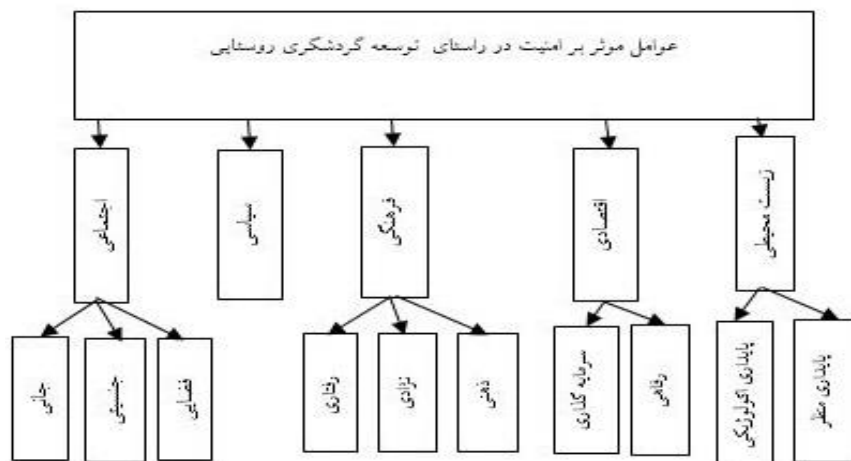 عوامل موثر بر امنیت در راستای توسعه گردشگری روستایی
زیست محیطی
اقتصادی
فرهنگی
سیاسی
اجتماعی
پایداری منظر
پایداری اکولوژیکی
رفاهی
سرمایه گذاری
ذهنی
نژادی
رفتاری
فضایی
جنسیتی
جانی